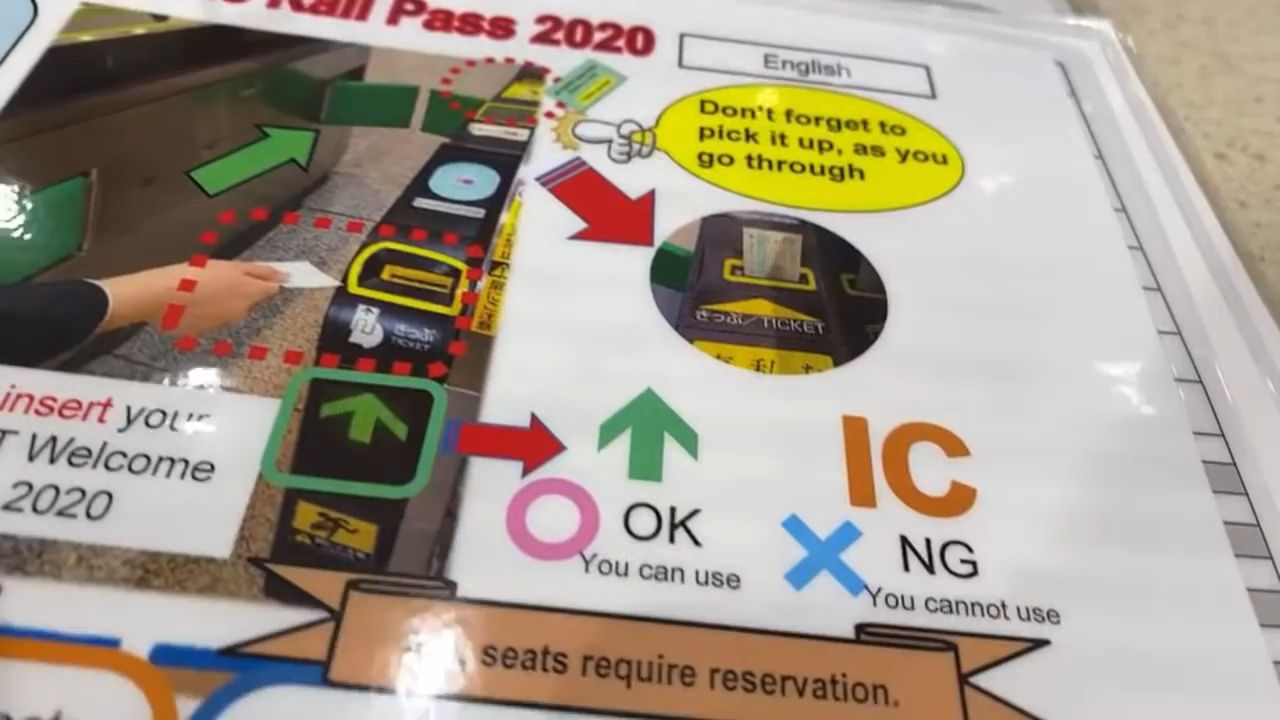 Rail Pass 2020
English
Don't forget to
pick it up, as you
go through
きっぷ
TICKET
きっぷ/TICKET
insert your
Welcome
2020
IC
OK
You can use
NG
You cannot use
seats require reservation.